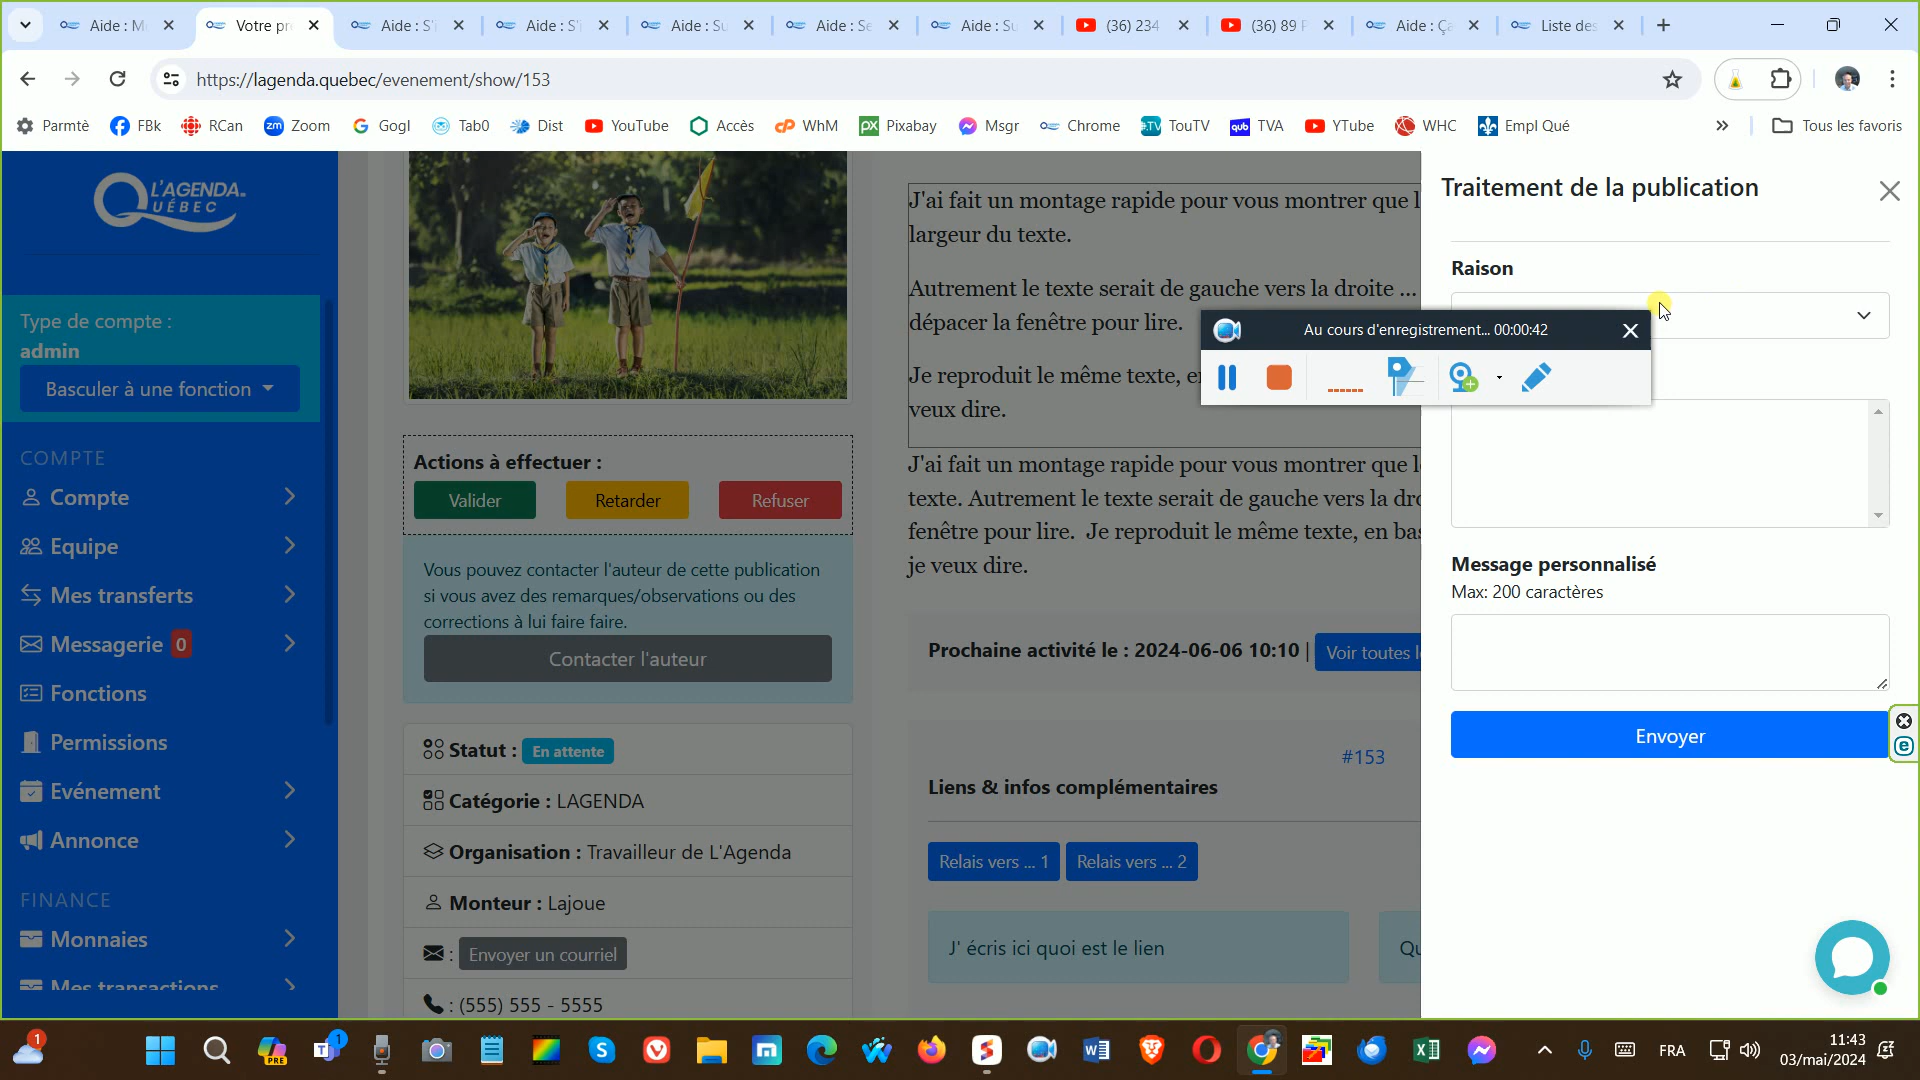 Aide : M
Votre pr
Aide : S'i
Aide : S'i
Aide : Su
Aide : Se
Aide : Su
(36) 234
(36) 89 F
Aide : Ça
Liste des
https://lagenda.quebec/evenement/show/153
Parmtè
FBk
RCan
zm Zoom
Gogl
Tab0
Dist
YouTube
Accès
WhM
Pixabay
Msgr
Chrome
TouTV
TVA
YTube
WHC
Empl Qué
Tous les favoris
L'AGENDA.
QUÉBEC
Type de compte :
admin
Basculer à une fonction
COMPTE
Compte
Equipe
Mes transferts
Messagerie 0
Fonctions
Permissions
Evénement
Annonce
FINANCE
Monnaies
Mes transactions
Actions à effectuer :
Valider
Retarder
Refuser
Vous pouvez contacter l'auteur de cette publication
si vous avez des remarques/observations ou des
corrections à lui faire faire.
Contacter l'auteur
Statut : En attente
Catégorie : LAGENDA
Organisation : Travailleur de L'Agenda
Monteur : Lajoue
: Envoyer un courriel
: (555) 555 - 5555
J'ai fait un montage rapide pour vous montrer que l
largeur du texte.
Autrement le texte serait de gauche vers la droite ...
dépacer la fenêtre pour lire.
Je reproduit le même texte, e
veux dire.
J'ai fait un montage rapide pour vous montrer que l
texte. Autrement le texte serait de gauche vers la dr
fenêtre pour lire. Je reproduit le même texte, en ba
je veux dire.
Prochaine activité le : 2024-06-06 10:10 | Voir toutes l
#153
Liens & infos complémentaires
Relais vers ... 1
Relais vers ... 2
J' écris ici quoi est le lien
Qu
Au cours d'enregistrement... 00:00:42
Traitement de la publication
Raison
Message personnalisé
Max: 200 caractères
Envoyer
1
PRE
1
FRA
11:43
03/mai/2024